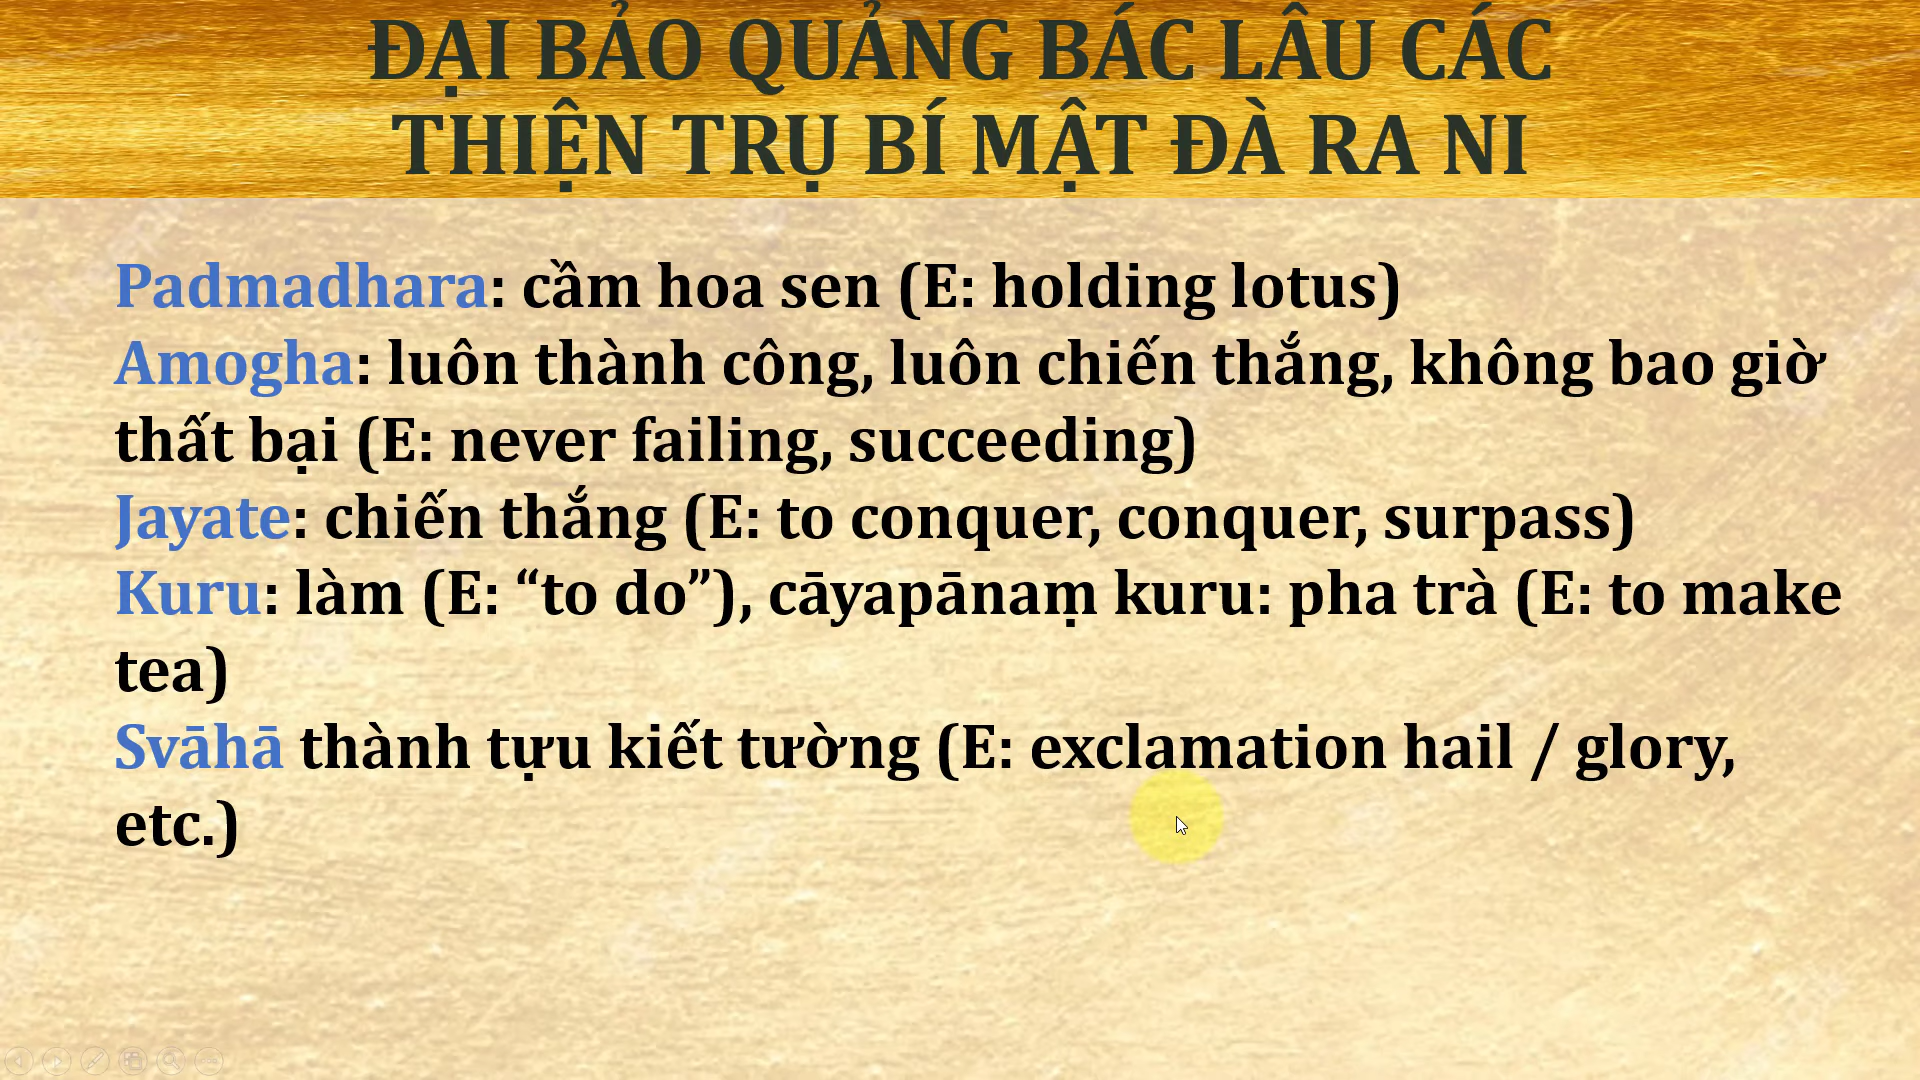 ĐẠI BẢO QUẢNG BÁC LÂU CÁC
THIỆN TRỤ BÍ MẬT ĐÀ RA NI
Padmadhara: cầm hoa sen (E: holding lotus)
Amogha: luôn thành công, luôn chiến thắng, không bao giờ
thất bại (E: never failing, succeeding)
Jayate: chiến thắng (E: to conquer, conquer, surpass)
Kuru: làm (E: “to do”), cāyapānaṃ kuru: pha trà (E: to make
tea)
Svāhā thành tựu kiết tường (E: exclamation hail / glory,
etc.)